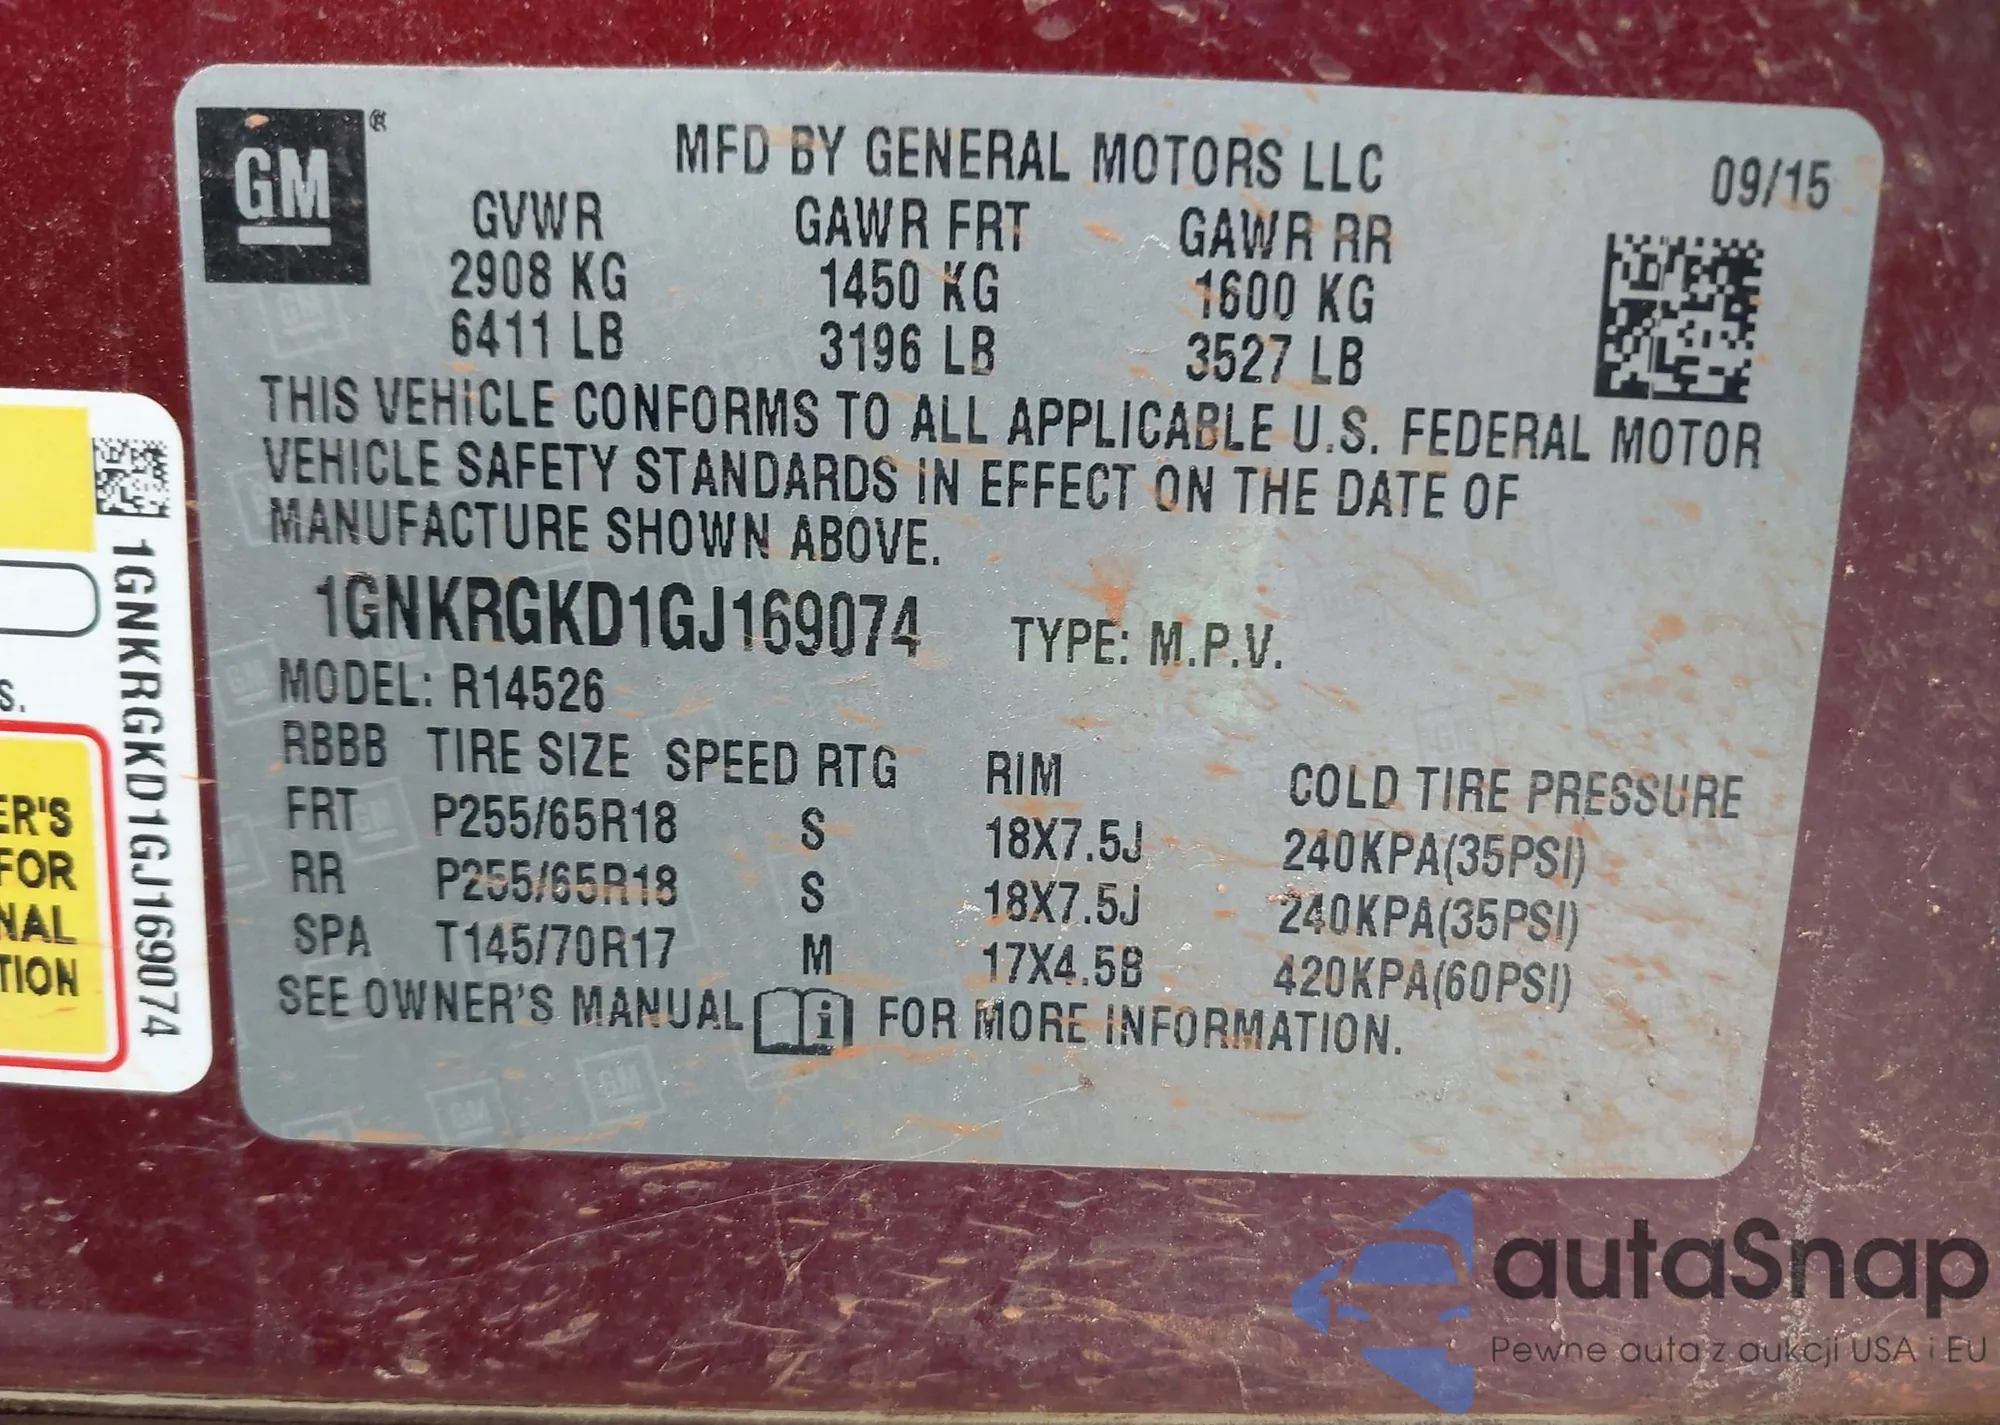 GM®
MFD BY GENERAL MOTORS LLC
09/15
GVWR GAWR FRT GAWR RR
2908 KG 1450 KG 1600 KG
6411 LB 3196 LB 3527 LB
THIS VEHICLE CONFORMS TO ALL APPLICABLE U.S. FEDERAL MOTOR
VEHICLE SAFETY STANDARDS IN EFFECT ON THE DATE OF
MANUFACTURE SHOWN ABOVE.
1GNKRGKD1GJ169074 TYPE: M.P.V.
MODEL: R14526
RBBB TIRE SIZE SPEED RTG RIM COLD TIRE PRESSURE
FRT P255/65R18 S 18X7.5J 240KPA(35PSI)
RR P255/65R18 S 18X7.5J 240KPA(35PSI)
SPA T145/70R17 M 17X4.5B 420KPA(60PSI)
SEE OWNER'S MANUAL i FOR MORE INFORMATION.
1GNKRGKD1GJ169074
S.
ER'S
FOR
NAL
TION
autaSnap
Pewne auta z aukcji USA i EU